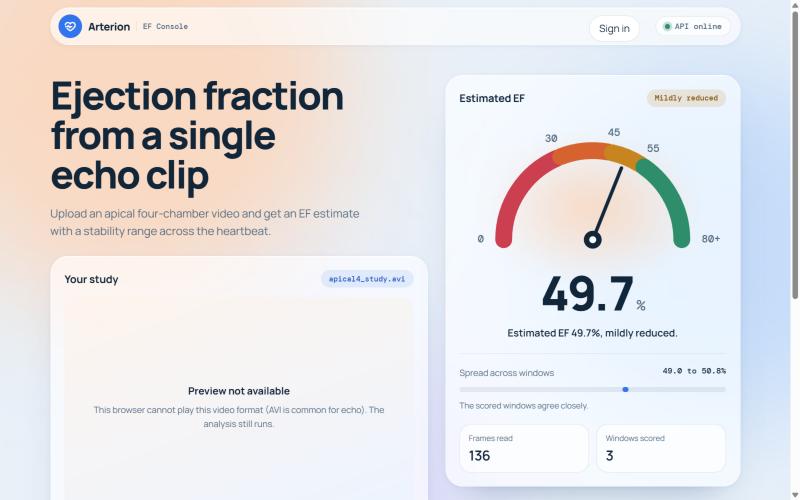 Arterion
EF Console
Sign in
API online
Ejection fraction
from a single
echo clip
Upload an apical four-chamber video and get an EF estimate
with a stability range across the heartbeat.
Your study
apical4_study.avi
Preview not available
This browser cannot play this video format (AVI is common for echo). The
analysis still runs.
Estimated EF
Mildly reduced
0
30
45
55
80+
49.7 %
Estimated EF 49.7%, mildly reduced.
Spread across windows
49.0 to 50.8%
The scored windows agree closely.
Frames read
136
Windows scored
3